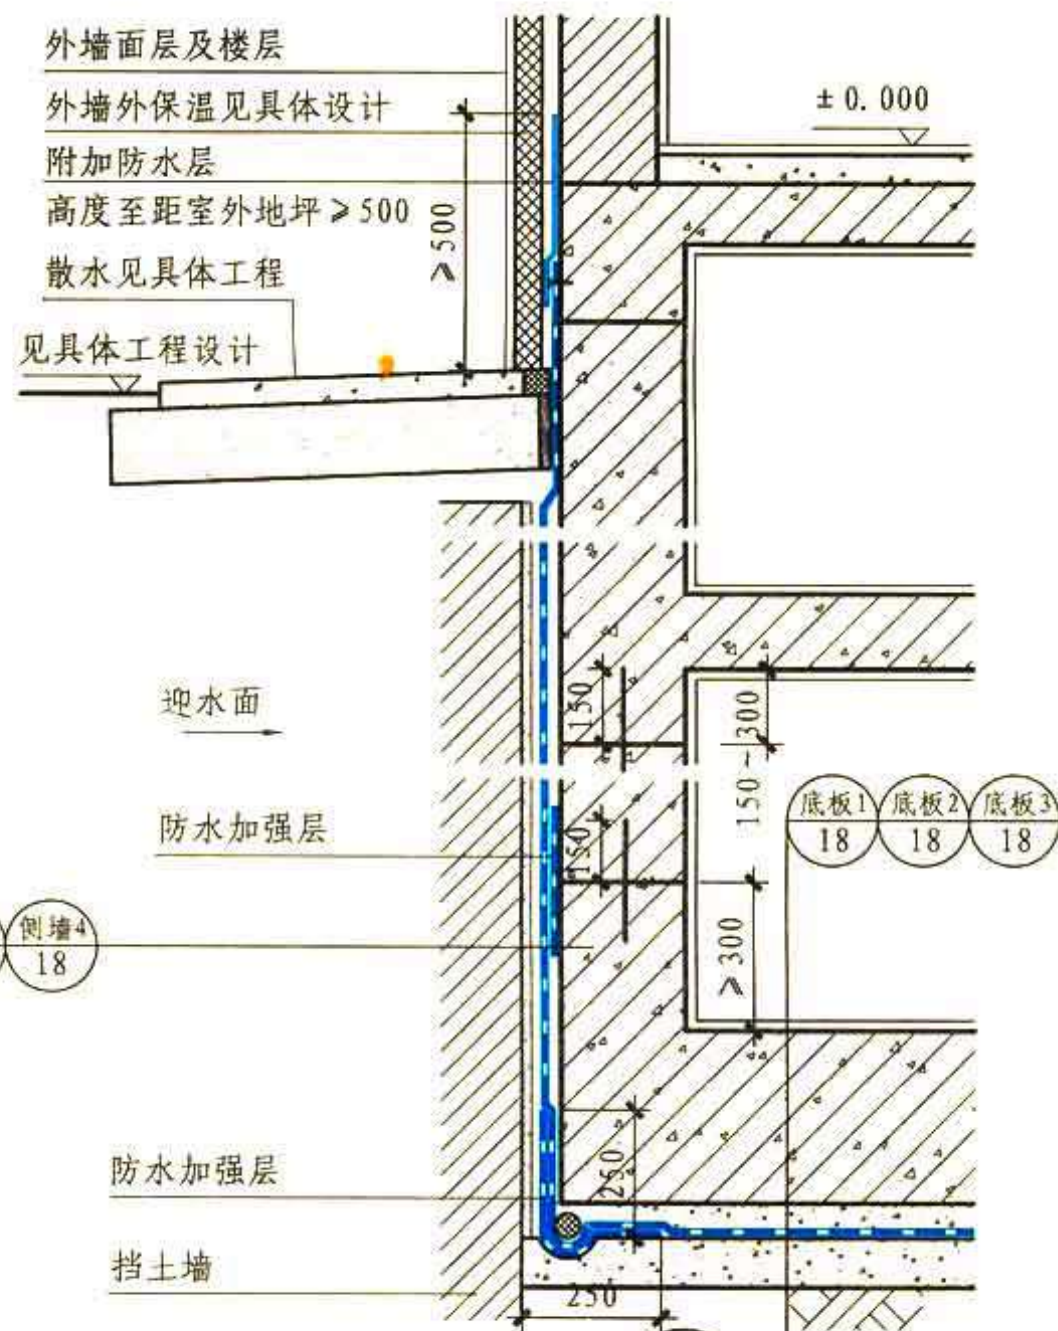 外墙面层及楼层
外墙外保温见具体设计
附加防水层
高度至距室外地坪≥500
散水见具体工程
见具体工程设计
≥500
±0.000
迎水面
150
300
150~
底板1
18
底板2
18
底板3
18
防水加强层
150
侧墙4
18
≥300
防水加强层
250
挡土墙
250